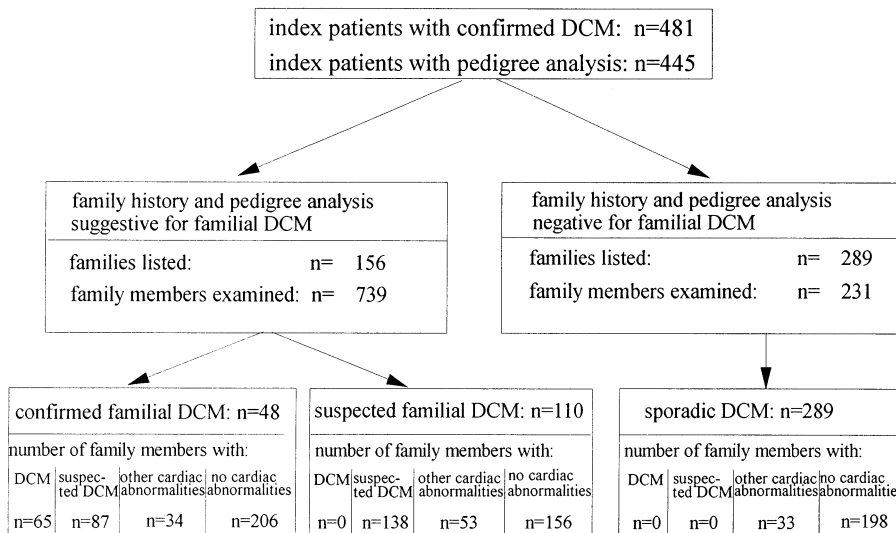 index patients with confirmed DCM: n=481
index patients with pedigree analysis: n=445
family history and pedigree analysis
suggestive for familial DCM
families listed: n= 156
family members examined: n= 739
family history and pedigree analysis
negative for familial DCM
families listed: n= 289
family members examined: n= 231
confirmed familial DCM: n=48
number of family members with:
DCM suspec- other cardiac no cardiac
ted DCM abnormalities abnormalities
n=65 n=87 n=34 n=206
suspected familial DCM: n=110
number of family members with:
DCM suspec- other cardiac no cardiac
ted DCM abnormalities abnormalities
n=0 n=138 n=53 n=156
sporadic DCM: n=289
number of family members with:
DCM suspec- other cardiac no cardiac
ted DCM abnormalities abnormalities
n=0 n=0 n=33 n=198